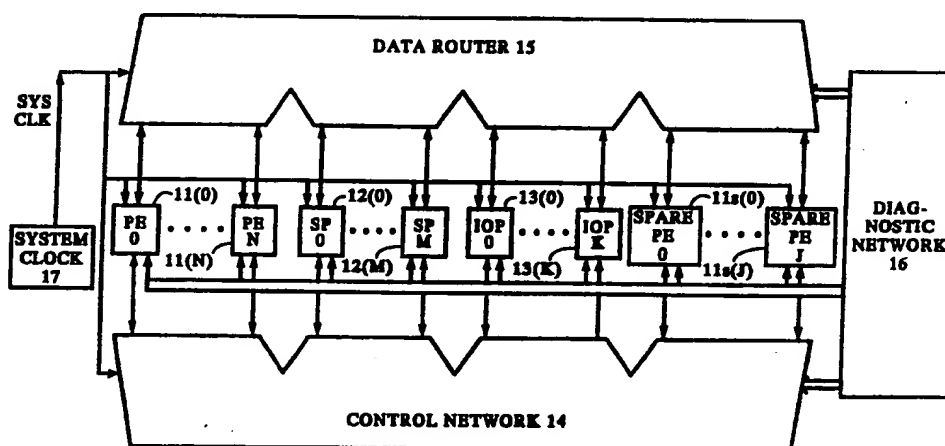 DATA ROUTER 15
SYS
CLK
11(0)
12(0)
13(0)
11s(0)
PE
0
PE
N
SP
0
SP
M
IOP
0
IOP
K
SPARE
PE
0
SPARE
PE
J
11(N)
12(M)
13(K)
11s(J)
SYSTEM
CLOCK
17
DIAG-
NOSTIC
NETWORK
16
CONTROL NETWORK 14